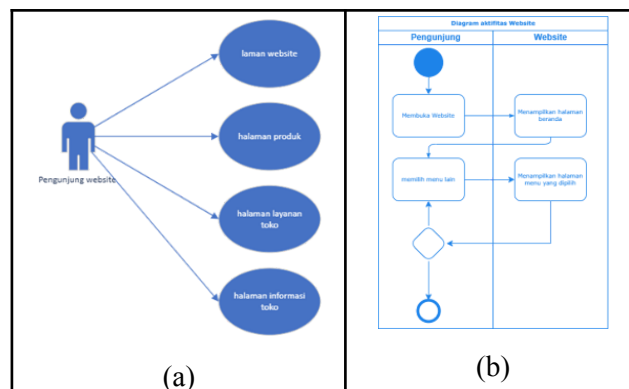 laman website
halaman produk
Pengunjung website
halaman layanan
toko
halaman informasi
toko
(a)
Diagram aktifitas Website
Pengunjung
Website
Membuka Website
Menampilkan halaman
beranda
memilih menu lain
Menampilkan halaman
menu yang dipilih
(b)